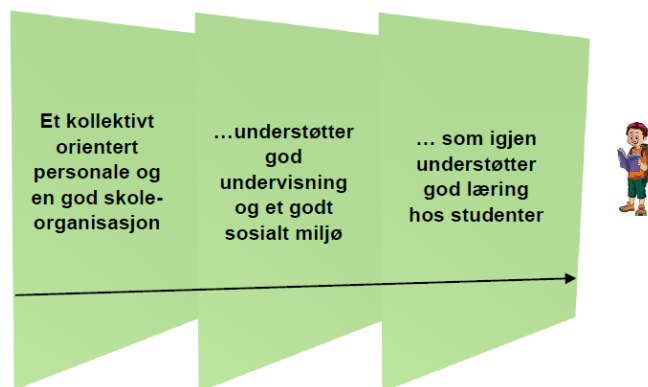 Et kollektivt
orientert
personale og
en god skole-
organisasjon
...understøtter
god
undervisning
og et godt
sosialt miljø
... som igjen
understøtter
god læring
hos studenter